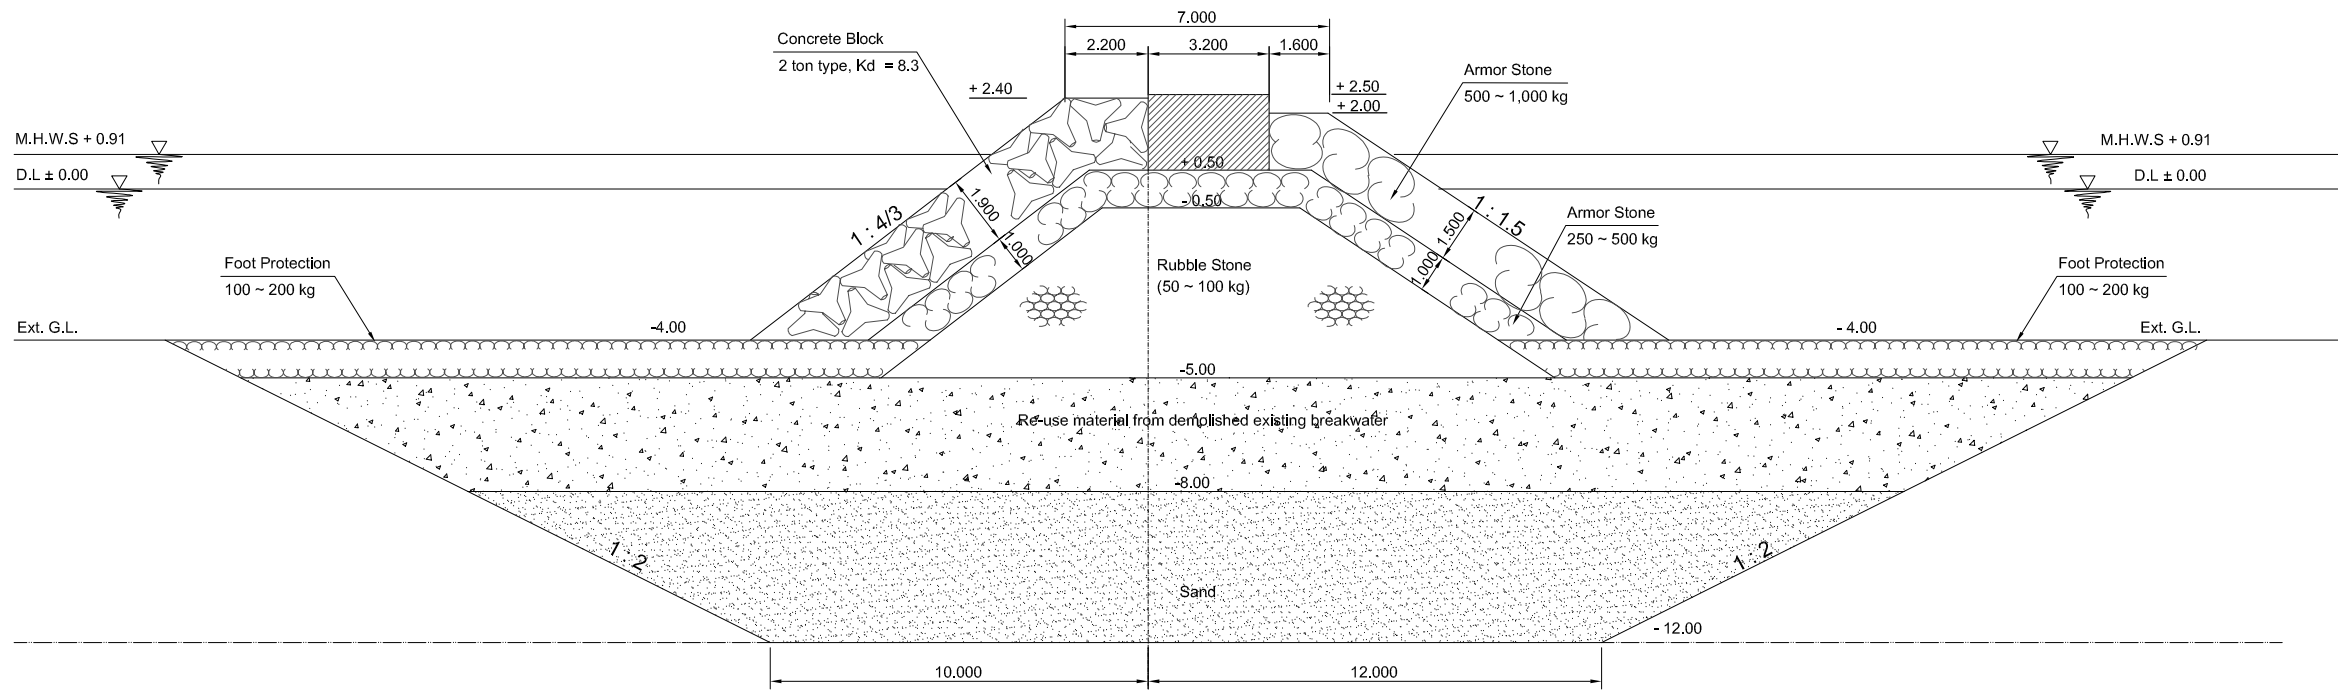 7.000
2.200
3.200
1.600
Concrete Block
2 ton type, Kd = 8.3
Armor Stone
500 ~ 1,000 kg
+ 2.40
+ 2.50
+ 2.00
M.H.W.S + 0.91
M.H.W.S + 0.91
+ 0.50
D.L ± 0.00
D.L ± 0.00
- 0.50
1 : 4/3
1.900
1.000
1 : 1.5
1.500
1.000
Armor Stone
250 ~ 500 kg
Foot Protection
100 ~ 200 kg
Rubble Stone
(50 ~ 100 kg)
Foot Protection
100 ~ 200 kg
Ext. G.L.
-4.00
- 4.00
Ext. G.L.
-5.00
Re-use material from demolished existing breakwater
-8.00
1 : 2
1 : 2
Sand
- 12.00
10.000
12.000